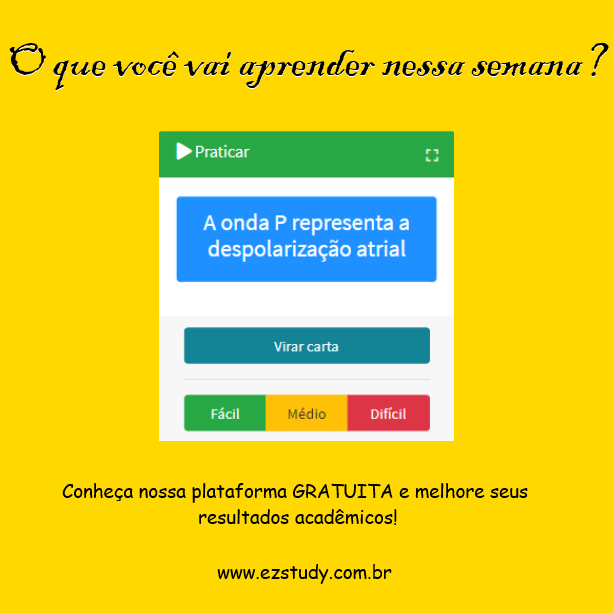 O que você vai aprender nessa semana?
Praticar
A onda P representa a
despolarização atrial
Virar carta
Fácil Médio Difícil
Conheça nossa plataforma GRATUITA e melhore seus
resultados acadêmicos!
www.ezstudy.com.br